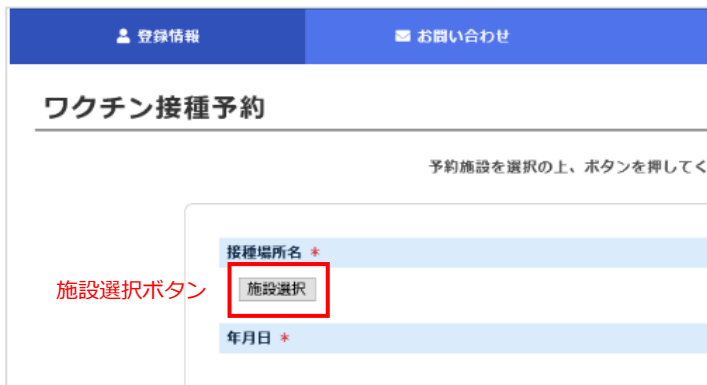 登録情報
お問い合わせ
ワクチン接種予約
予約施設を選択の上、ボタンを押してく
接種場所名 *
施設選択ボタン
施設選択
年月日 *